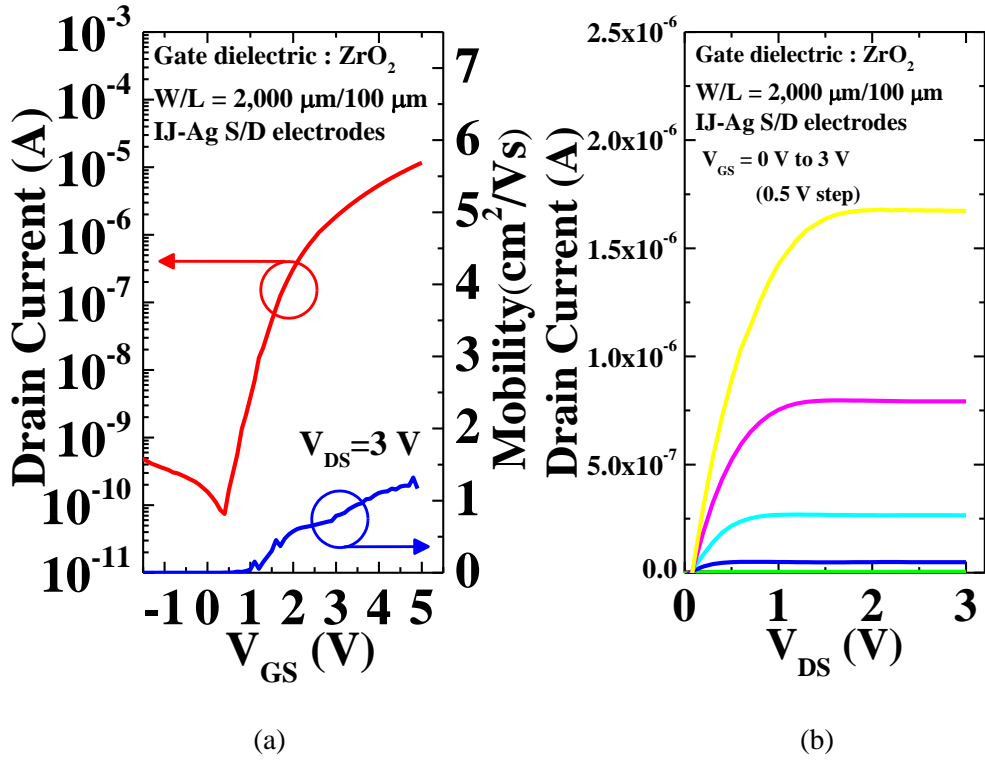 10⁻³
10⁻⁴
10⁻⁵
10⁻⁶
10⁻⁷
10⁻⁸
10⁻⁹
10⁻¹⁰
10⁻¹¹
Drain Current (A)
Gate dielectric : ZrO₂
W/L = 2,000 μm/100 μm
IJ-Ag S/D electrodes
V_DS=3 V
7
6
5
4
3
2
1
0
Mobility(cm²/Vs)
-1 0 1 2 3 4 5
V_GS (V)
(a)
2.5x10⁻⁶
2.0x10⁻⁶
1.5x10⁻⁶
1.0x10⁻⁶
5.0x10⁻⁷
0.0
Drain Current (A)
Gate dielectric : ZrO₂
W/L = 2,000 μm/100 μm
IJ-Ag S/D electrodes
V_GS = 0 V to 3 V
(0.5 V step)
0 1 2 3
V_DS (V)
(b)